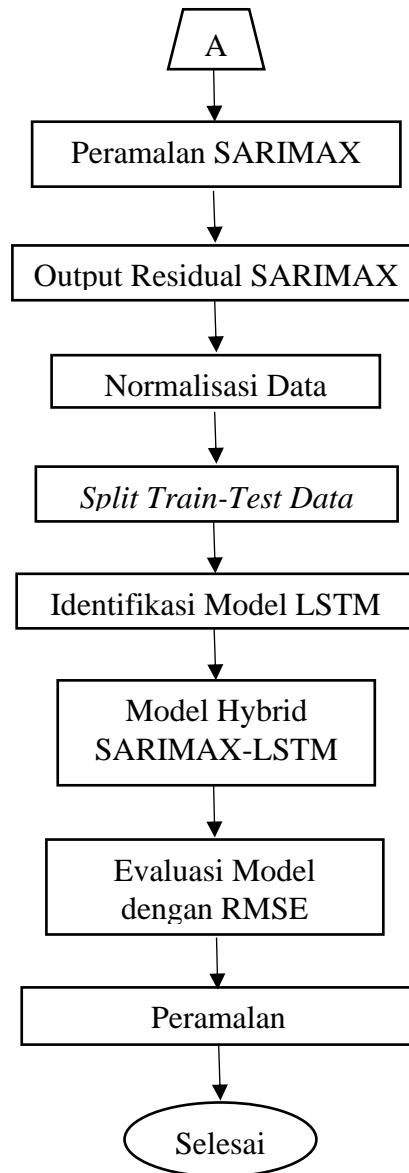 A
Peramalan SARIMAX
Output Residual SARIMAX
Normalisasi Data
Split Train-Test Data
Identifikasi Model LSTM
Model Hybrid
SARIMAX-LSTM
Evaluasi Model
dengan RMSE
Peramalan
Selesai